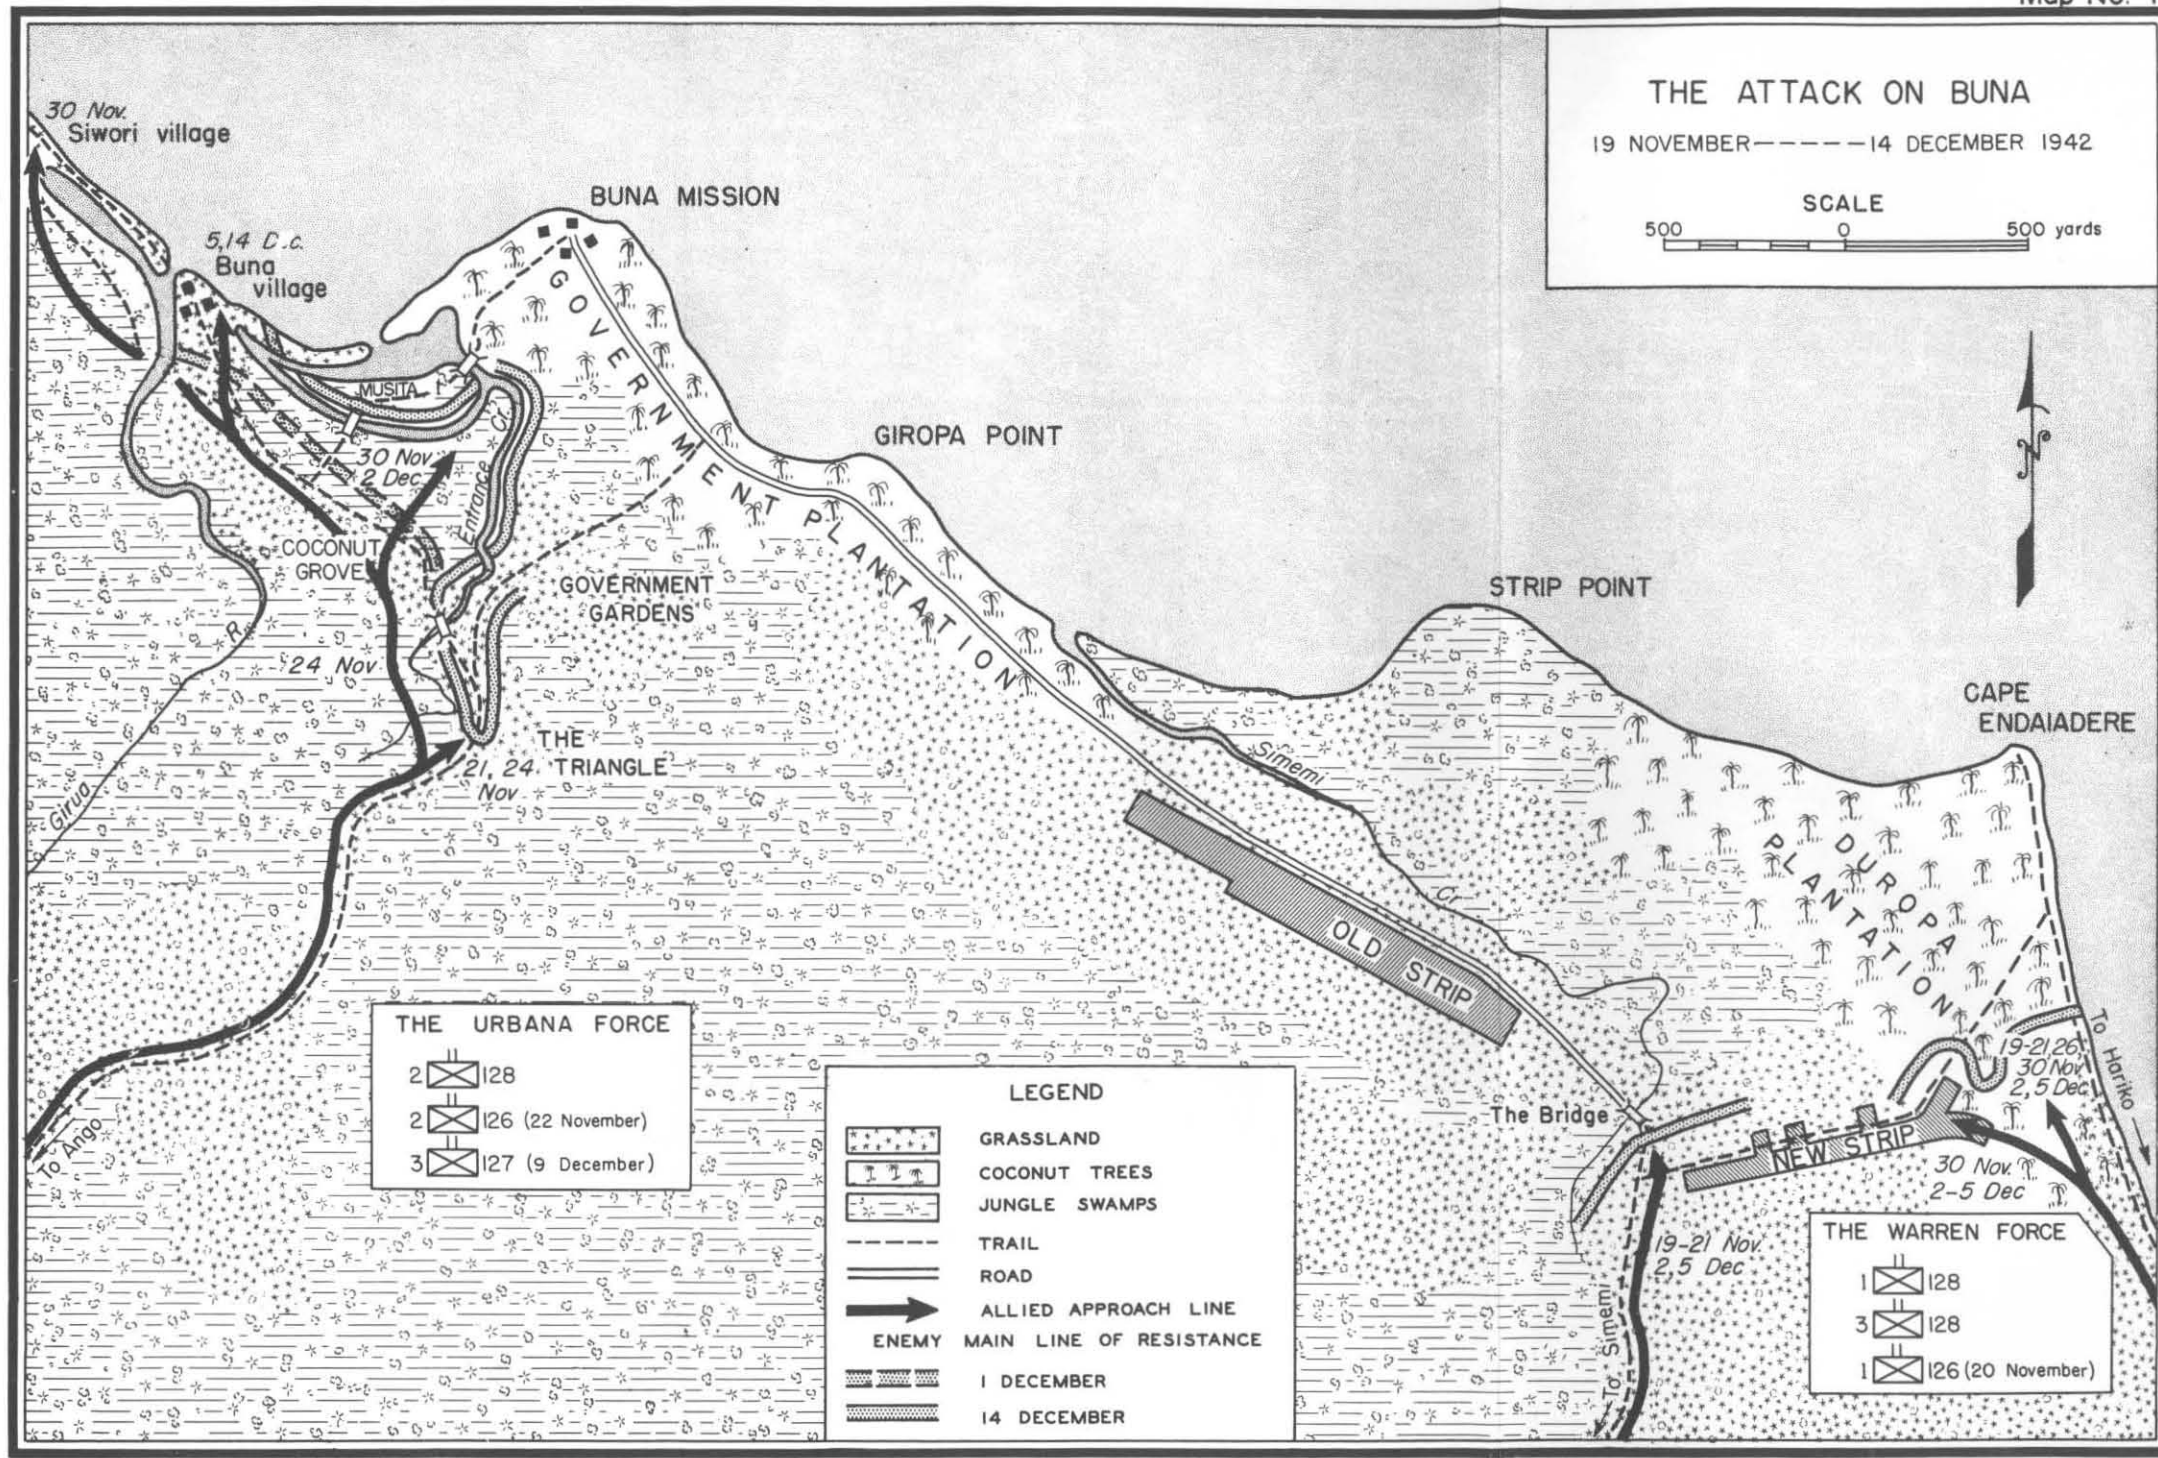 Map No.
THE ATTACK ON BUNA
19 NOVEMBER-----14 DECEMBER 1942
SCALE
500 0 500 yards
30 Nov.
Siwori village
5,14 D.c.
Buna
village
BUNA MISSION
GOVERNMENT PLANTATION
MUSITA I
Entrance Cr.
30 Nov.
2 Dec.
COCONUT
GROVE
GIROPA POINT
GOVERNMENT
GARDENS
STRIP POINT
24 Nov
THE
TRIANGLE
21, 24
Nov
Girua R.
CAPE
ENDAIADERE
Simemi Cr.
DUROPA
PLANTATION
OLD STRIP
To Ango
THE URBANA FORCE
2 128
2 126 (22 November)
3 127 (9 December)
LEGEND
GRASSLAND
COCONUT TREES
JUNGLE SWAMPS
TRAIL
ROAD
ALLIED APPROACH LINE
ENEMY MAIN LINE OF RESISTANCE
1 DECEMBER
14 DECEMBER
The Bridge
NEW STRIP
19-21,26,
30 Nov
2,5 Dec
To Hariko
30 Nov.
2-5 Dec
19-21 Nov.
2,5 Dec
To Simemi
THE WARREN FORCE
1 128
3 128
1 126 (20 November)